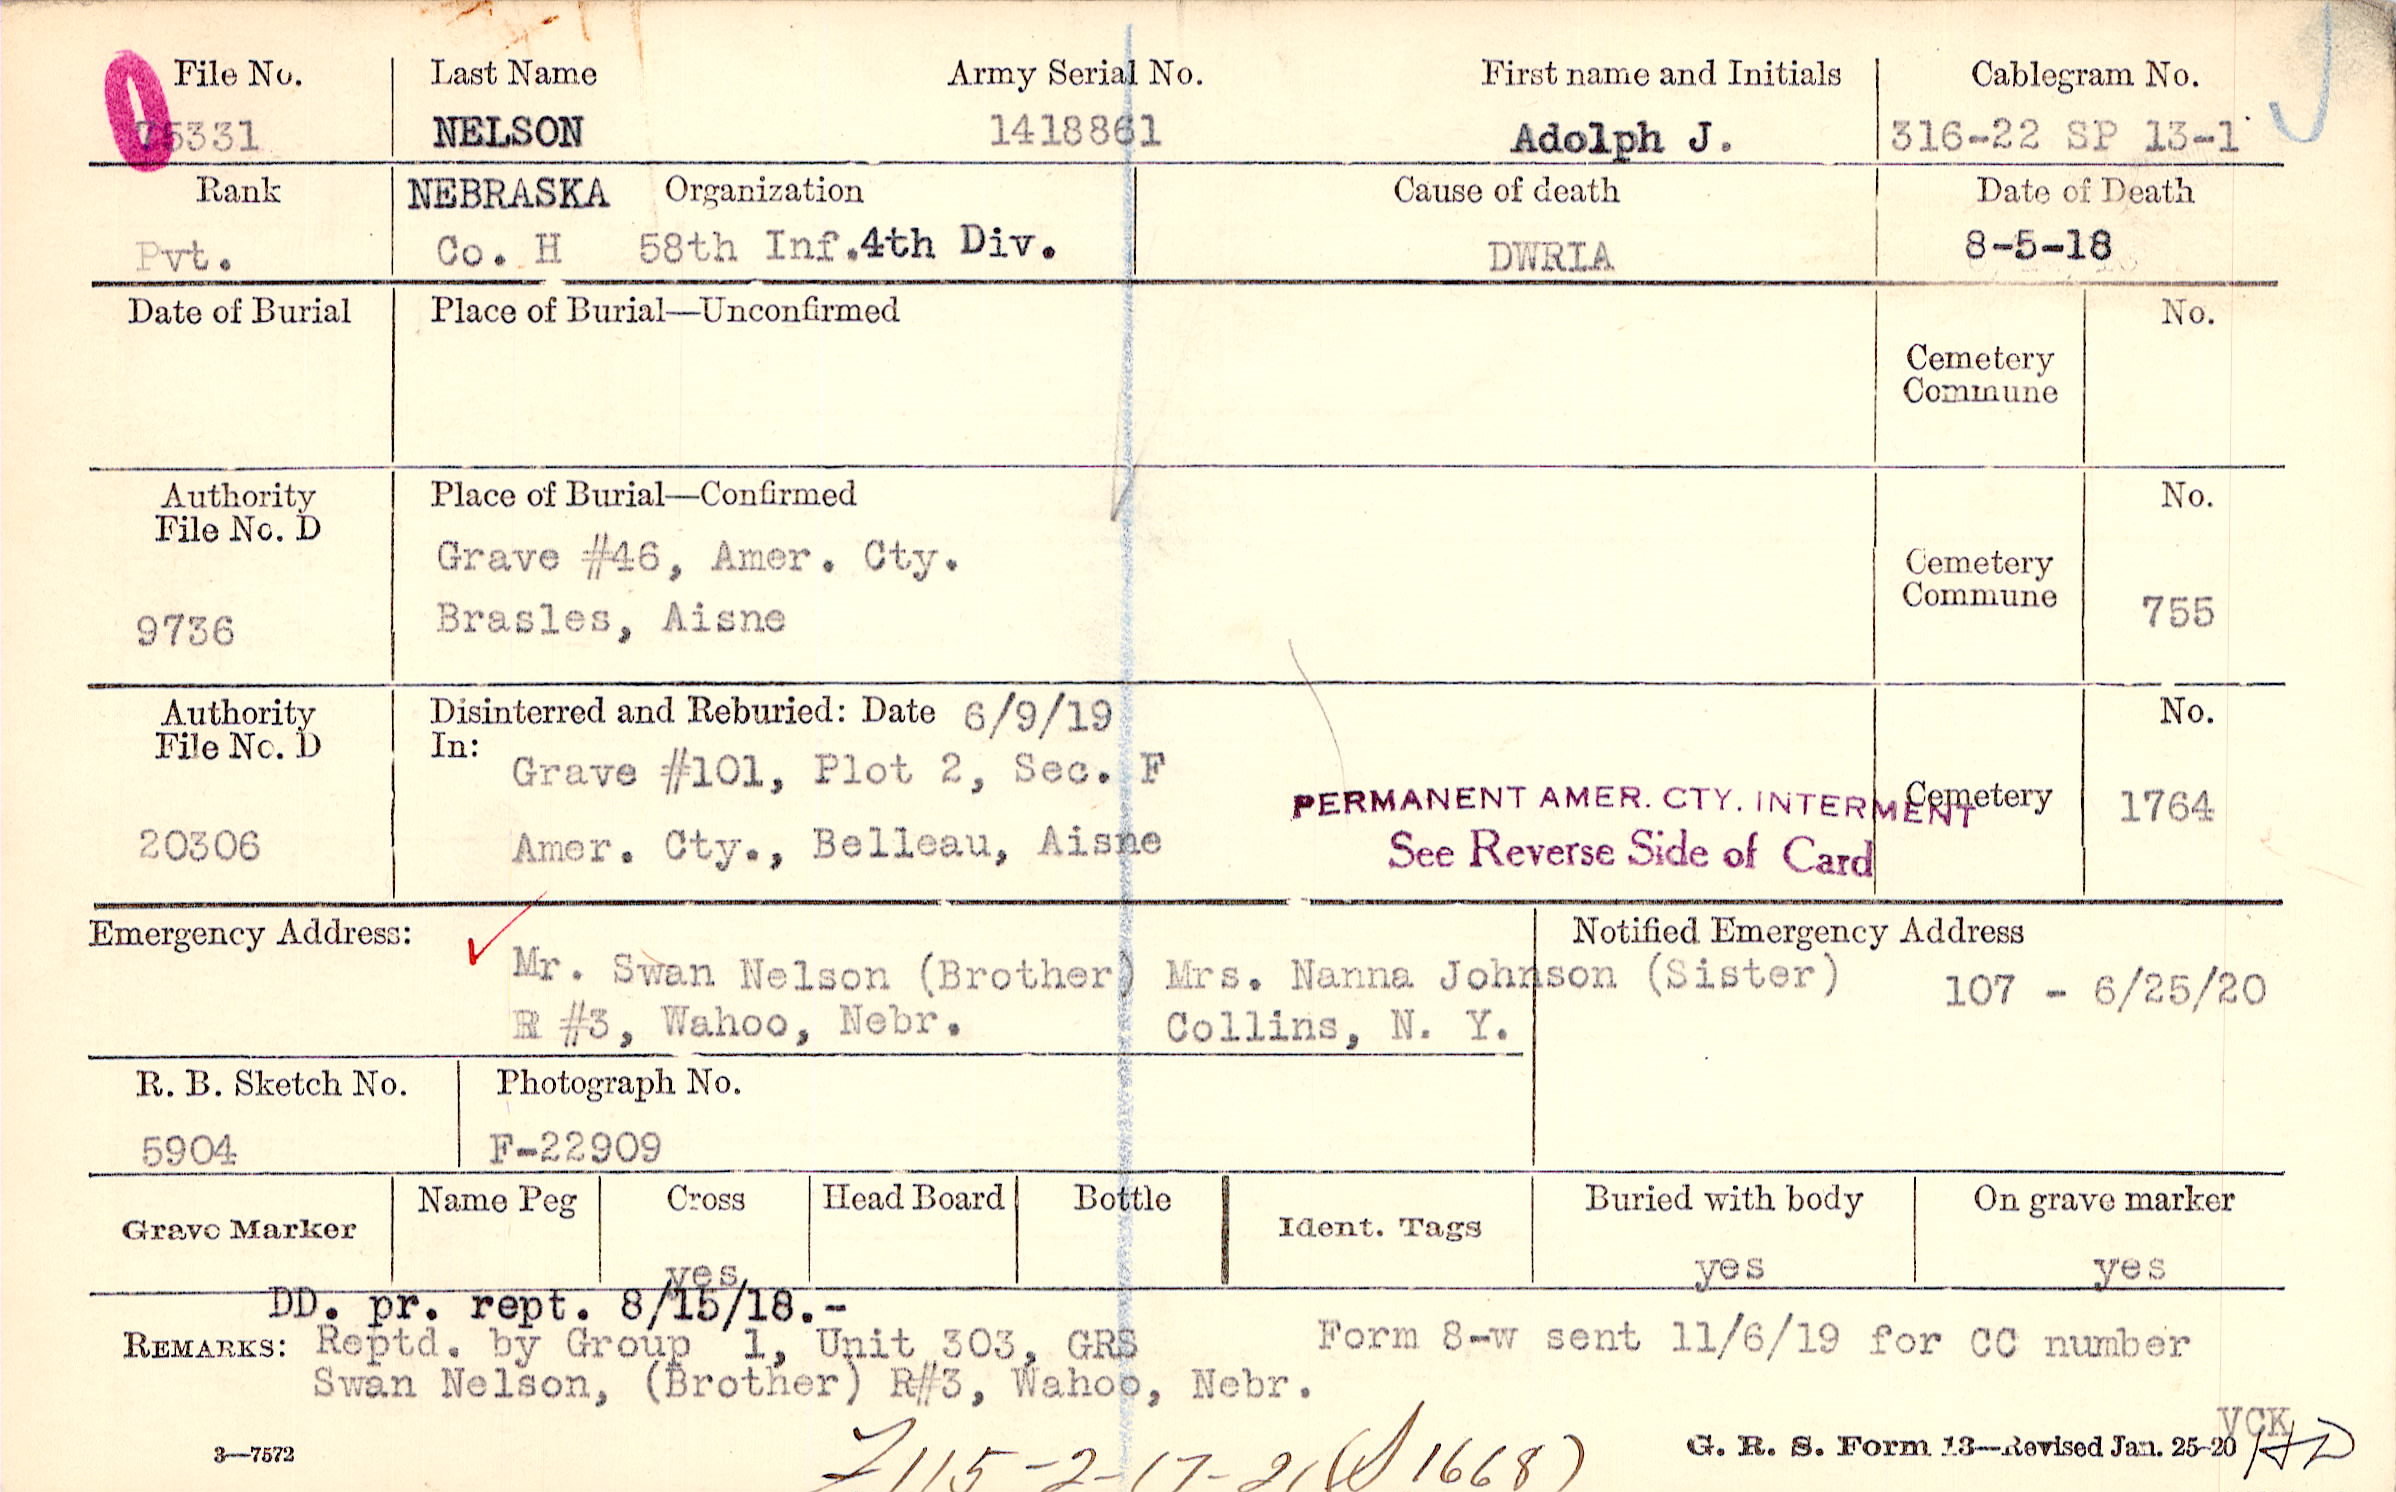 File No. Last Name Army Serial No. First name and Initials Cablegram No.
75331 NELSON 1418861 Adolph J. 316-22 SP 13-1
Rank NEBRASKA Organization Cause of death Date of Death
Pvt. Co. H 58th Inf. 4th Div. DWRIA 8-5-18
Date of Burial Place of Burial—Unconfirmed No.
Cemetery
Commune
Authority Place of Burial—Confirmed No.
File No. D
Grave #46, Amer. Cty.
Cemetery
Commune
9736 Brasles, Aisne 755
Authority Disinterred and Reburied: Date 6/9/19 No.
File No. D In:
Grave #101, Plot 2, Sec. F
PERMANENT AMER. CTY. INTERMENT Cemetery 1764
20306 Amer. Cty., Belleau, Aisne See Reverse Side of Card
Emergency Address: Notified Emergency Address
Mr. Swan Nelson (Brother) Mrs. Nanna Johnson (Sister) 107 - 6/25/20
R #3, Wahoo, Nebr. Collins, N. Y.
R. B. Sketch No. Photograph No.
5904 F-22909
Grave Marker Name Peg Cross Head Board Bottle Ident. Tags Buried with body On grave marker
yes yes yes
DD. pr. rept. 8/15/18.-
REMARKS: Reptd. by Group 1, Unit 303, GRS Form 8-w sent 11/6/19 for CC number
Swan Nelson, (Brother) R#3, Wahoo, Nebr.
VCK
3—7572 G. R. S. Form 13—Revised Jan. 25-20